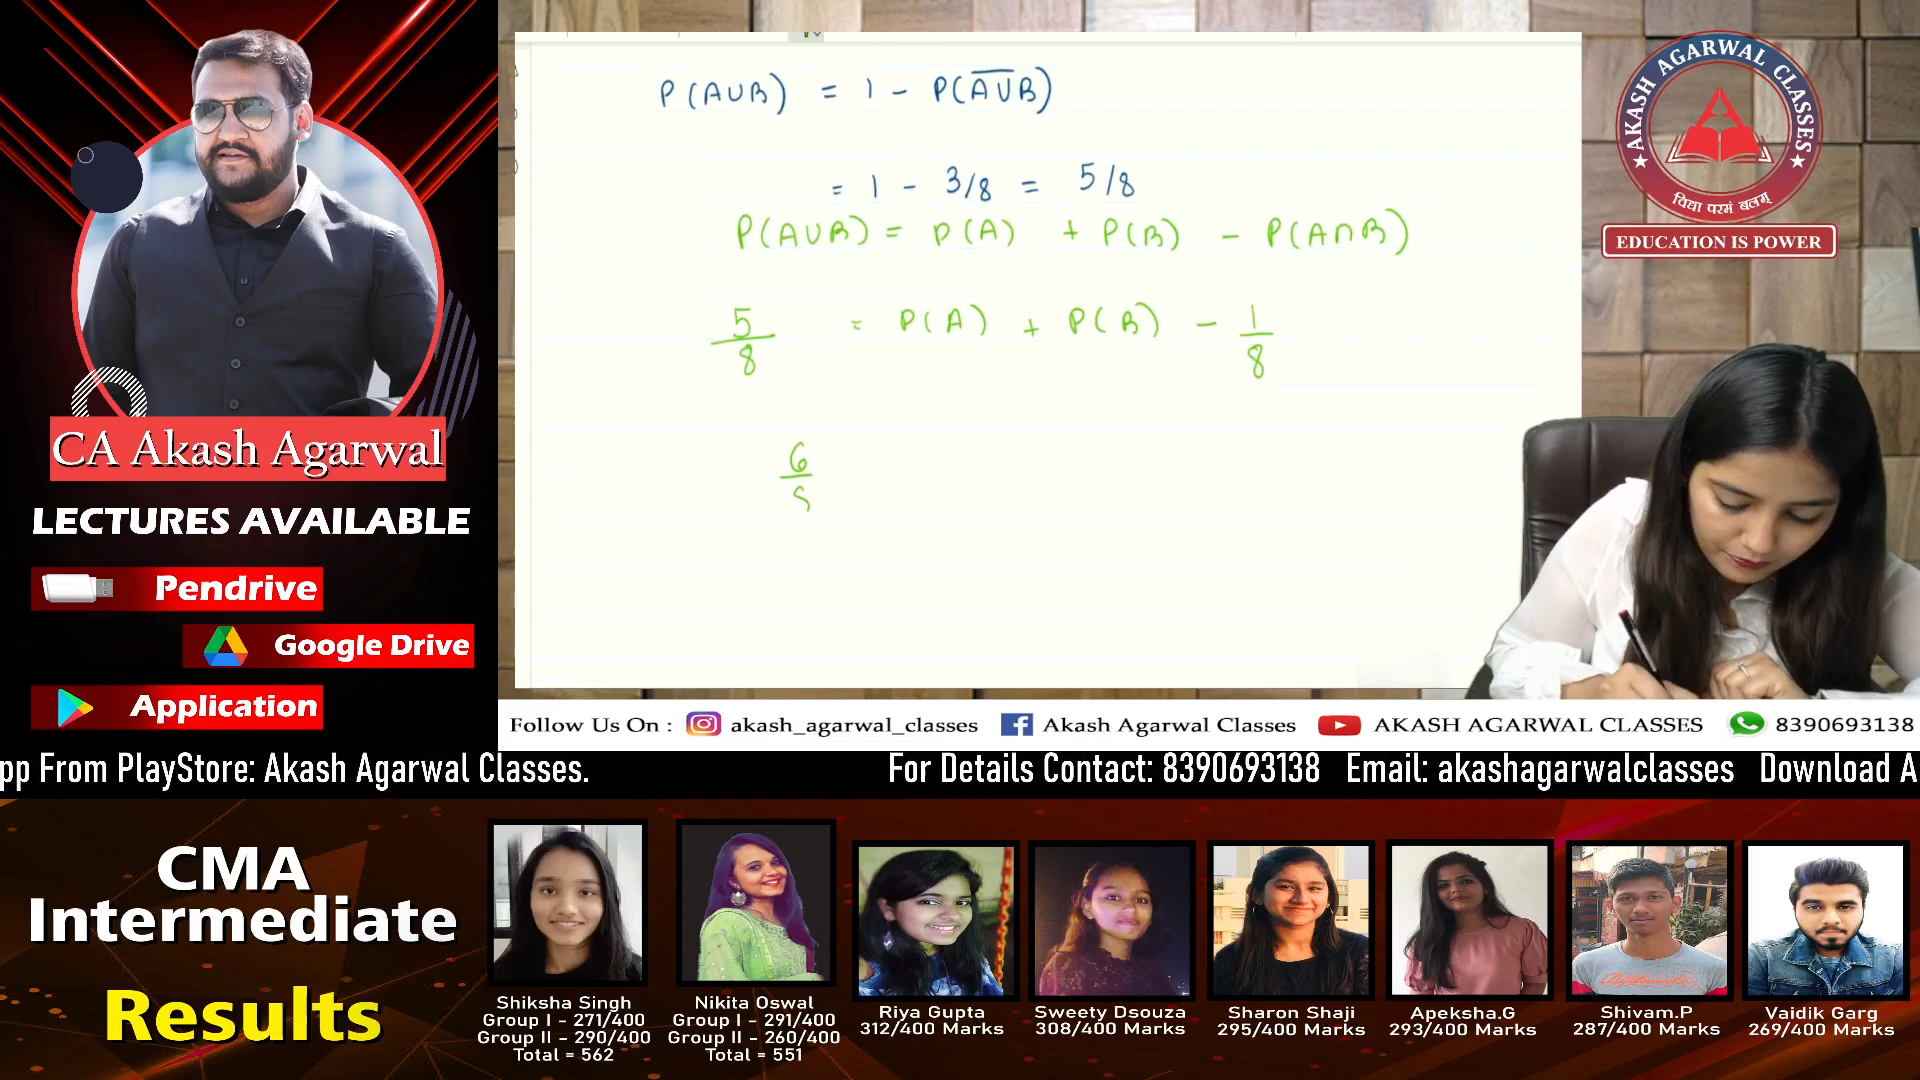 P(AUB) = 1 - P(A̅U̅B̅)
= 1 - 3/8 = 5/8
P(AUB) = P(A) + P(B) - P(A∩B)
5/8 = P(A) + P(B) - 1/8
6/
AKASH AGARWAL CLASSES
विद्या परमं बलम्
EDUCATION IS POWER
CA Akash Agarwal
LECTURES AVAILABLE
Pendrive
Google Drive
Application
Follow Us On : akash_agarwal_classes Akash Agarwal Classes AKASH AGARWAL CLASSES 8390693138
pp From PlayStore: Akash Agarwal Classes. For Details Contact: 8390693138 Email: akashagarwalclasses Download A
CMA
Intermediate
Results
Shiksha Singh
Group I - 271/400
Group II - 290/400
Total = 562
Nikita Oswal
Group I - 291/400
Group II - 260/400
Total = 551
Riya Gupta
312/400 Marks
Sweety Dsouza
308/400 Marks
Sharon Shaji
295/400 Marks
Apeksha.G
293/400 Marks
Shivam.P
287/400 Marks
Vaidik Garg
269/400 Marks